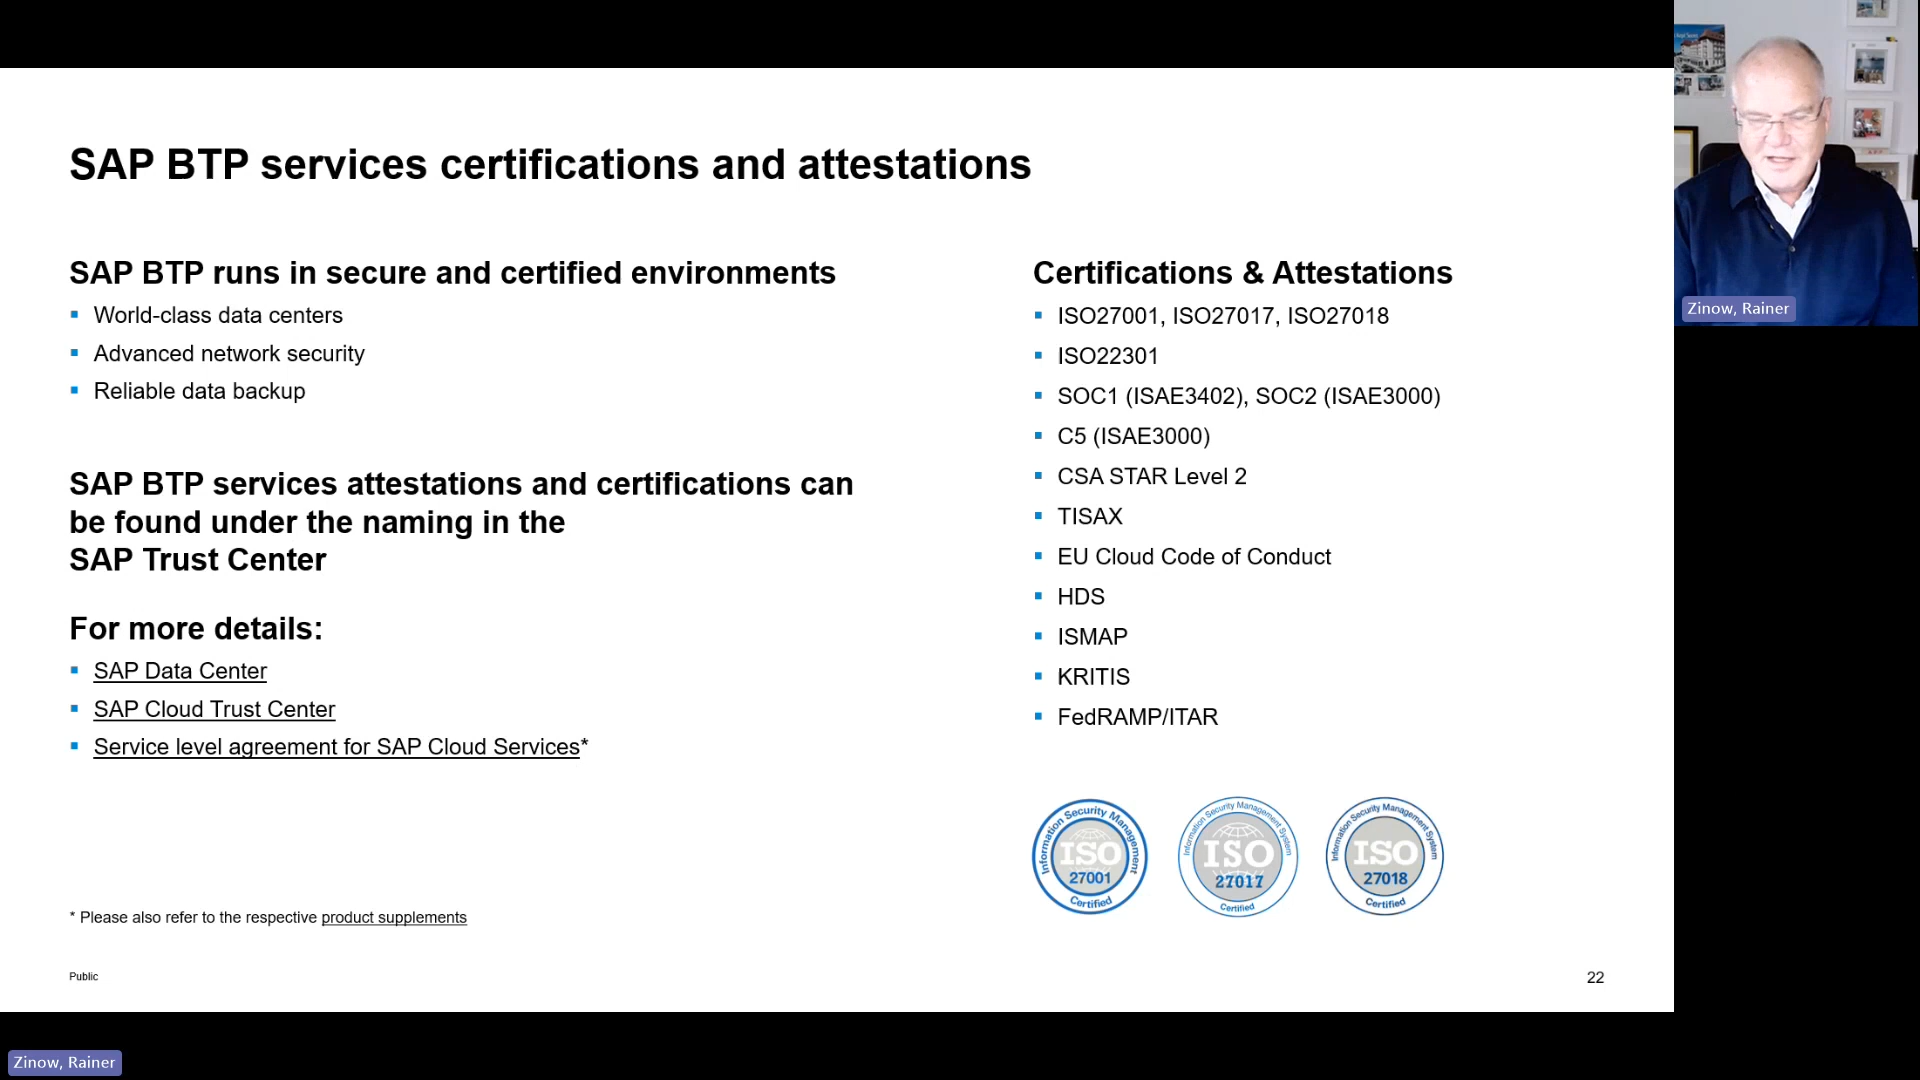 SAP BTP services certifications and attestations
SAP BTP runs in secure and certified environments
World-class data centers
Advanced network security
Reliable data backup
SAP BTP services attestations and certifications can
be found under the naming in the
SAP Trust Center
For more details:
SAP Data Center
SAP Cloud Trust Center
Service level agreement for SAP Cloud Services*
* Please also refer to the respective product supplements
Public
Certifications & Attestations
ISO27001, ISO27017, ISO27018
ISO22301
SOC1 (ISAE3402), SOC2 (ISAE3000)
C5 (ISAE3000)
CSA STAR Level 2
TISAX
EU Cloud Code of Conduct
HDS
ISMAP
KRITIS
FedRAMP/ITAR
Information Security Management
ISO
27001
Certified
Information Security Management System
ISO
27017
Certified
Information Security Management System
ISO
27018
Certified
22
Zinow, Rainer
Zinow, Rainer